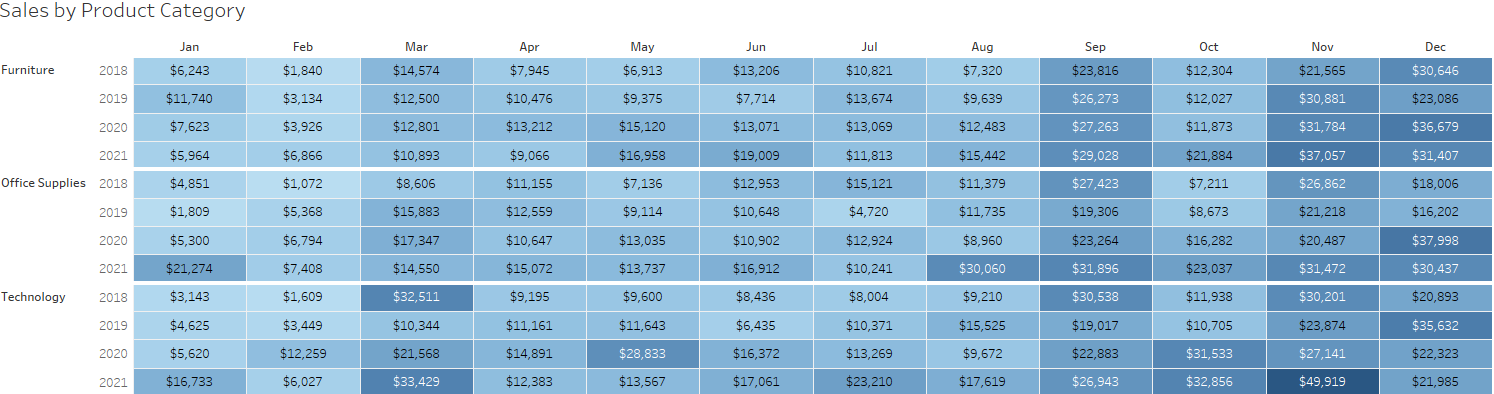 Sales by Product Category
Jan Feb Mar Apr May Jun Jul Aug Sep Oct Nov Dec
Furniture 2018 $6,243 $1,840 $14,574 $7,945 $6,913 $13,206 $10,821 $7,320 $23,816 $12,304 $21,565 $30,646
2019 $11,740 $3,134 $12,500 $10,476 $9,375 $7,714 $13,674 $9,639 $26,273 $12,027 $30,881 $23,086
2020 $7,623 $3,926 $12,801 $13,212 $15,120 $13,071 $13,069 $12,483 $27,263 $11,873 $31,784 $36,679
2021 $5,964 $6,866 $10,893 $9,066 $16,958 $19,009 $11,813 $15,442 $29,028 $21,884 $37,057 $31,407
Office Supplies 2018 $4,851 $1,072 $8,606 $11,155 $7,136 $12,953 $15,121 $11,379 $27,423 $7,211 $26,862 $18,006
2019 $1,809 $5,368 $15,883 $12,559 $9,114 $10,648 $4,720 $11,735 $19,306 $8,673 $21,218 $16,202
2020 $5,300 $6,794 $17,347 $10,647 $13,035 $10,902 $12,924 $8,960 $23,264 $16,282 $20,487 $37,998
2021 $21,274 $7,408 $14,550 $15,072 $13,737 $16,912 $10,241 $30,060 $31,896 $23,037 $31,472 $30,437
Technology 2018 $3,143 $1,609 $32,511 $9,195 $9,600 $8,436 $8,004 $9,210 $30,538 $11,938 $30,201 $20,893
2019 $4,625 $3,449 $10,344 $11,161 $11,643 $6,435 $10,371 $15,525 $19,017 $10,705 $23,874 $35,632
2020 $5,620 $12,259 $21,568 $14,891 $28,833 $16,372 $13,269 $9,672 $22,883 $31,533 $27,141 $22,323
2021 $16,733 $6,027 $33,429 $12,383 $13,567 $17,061 $23,210 $17,619 $26,943 $32,856 $49,919 $21,985